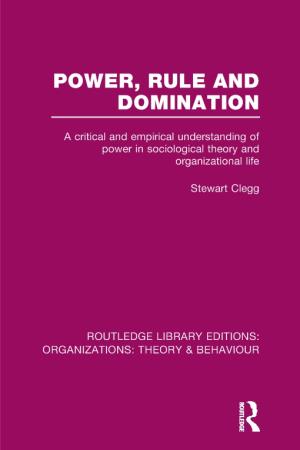 POWER, RULE AND
DOMINATION
A critical and empirical understanding of
power in sociological theory and
organizational life
Stewart Clegg
ROUTLEDGE LIBRARY EDITIONS:
ORGANIZATIONS: THEORY & BEHAVIOUR
ROUTLEDGE